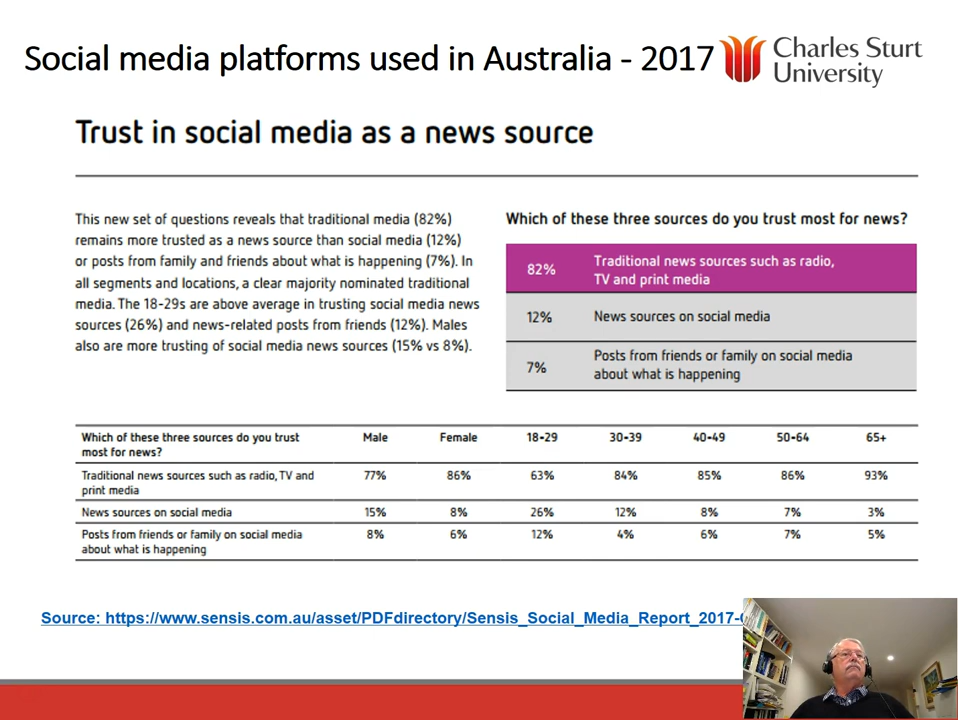 Social media platforms used in Australia - 2017
Charles Sturt
University
Trust in social media as a news source
This new set of questions reveals that traditional media (82%)
remains more trusted as a news source than social media (12%)
or posts from family and friends about what is happening (7%). In
all segments and locations, a clear majority nominated traditional
media. The 18-29s are above average in trusting social media news
sources (26%) and news-related posts from friends (12%). Males
also are more trusting of social media news sources (15% vs 8%).
Which of these three sources do you trust most for news?
82% Traditional news sources such as radio,
TV and print media
12% News sources on social media
7% Posts from friends or family on social media
about what is happening
Which of these three sources do you trust
most for news? Male Female 18-29 30-39 40-49 50-64 65+
Traditional news sources such as radio, TV and
print media 77% 86% 63% 84% 85% 86% 93%
News sources on social media 15% 8% 26% 12% 8% 7% 3%
Posts from friends or family on social media
about what is happening 8% 6% 12% 4% 6% 7% 5%
Source: https://www.sensis.com.au/asset/PDFdirectory/Sensis_Social_Media_Report_2017-